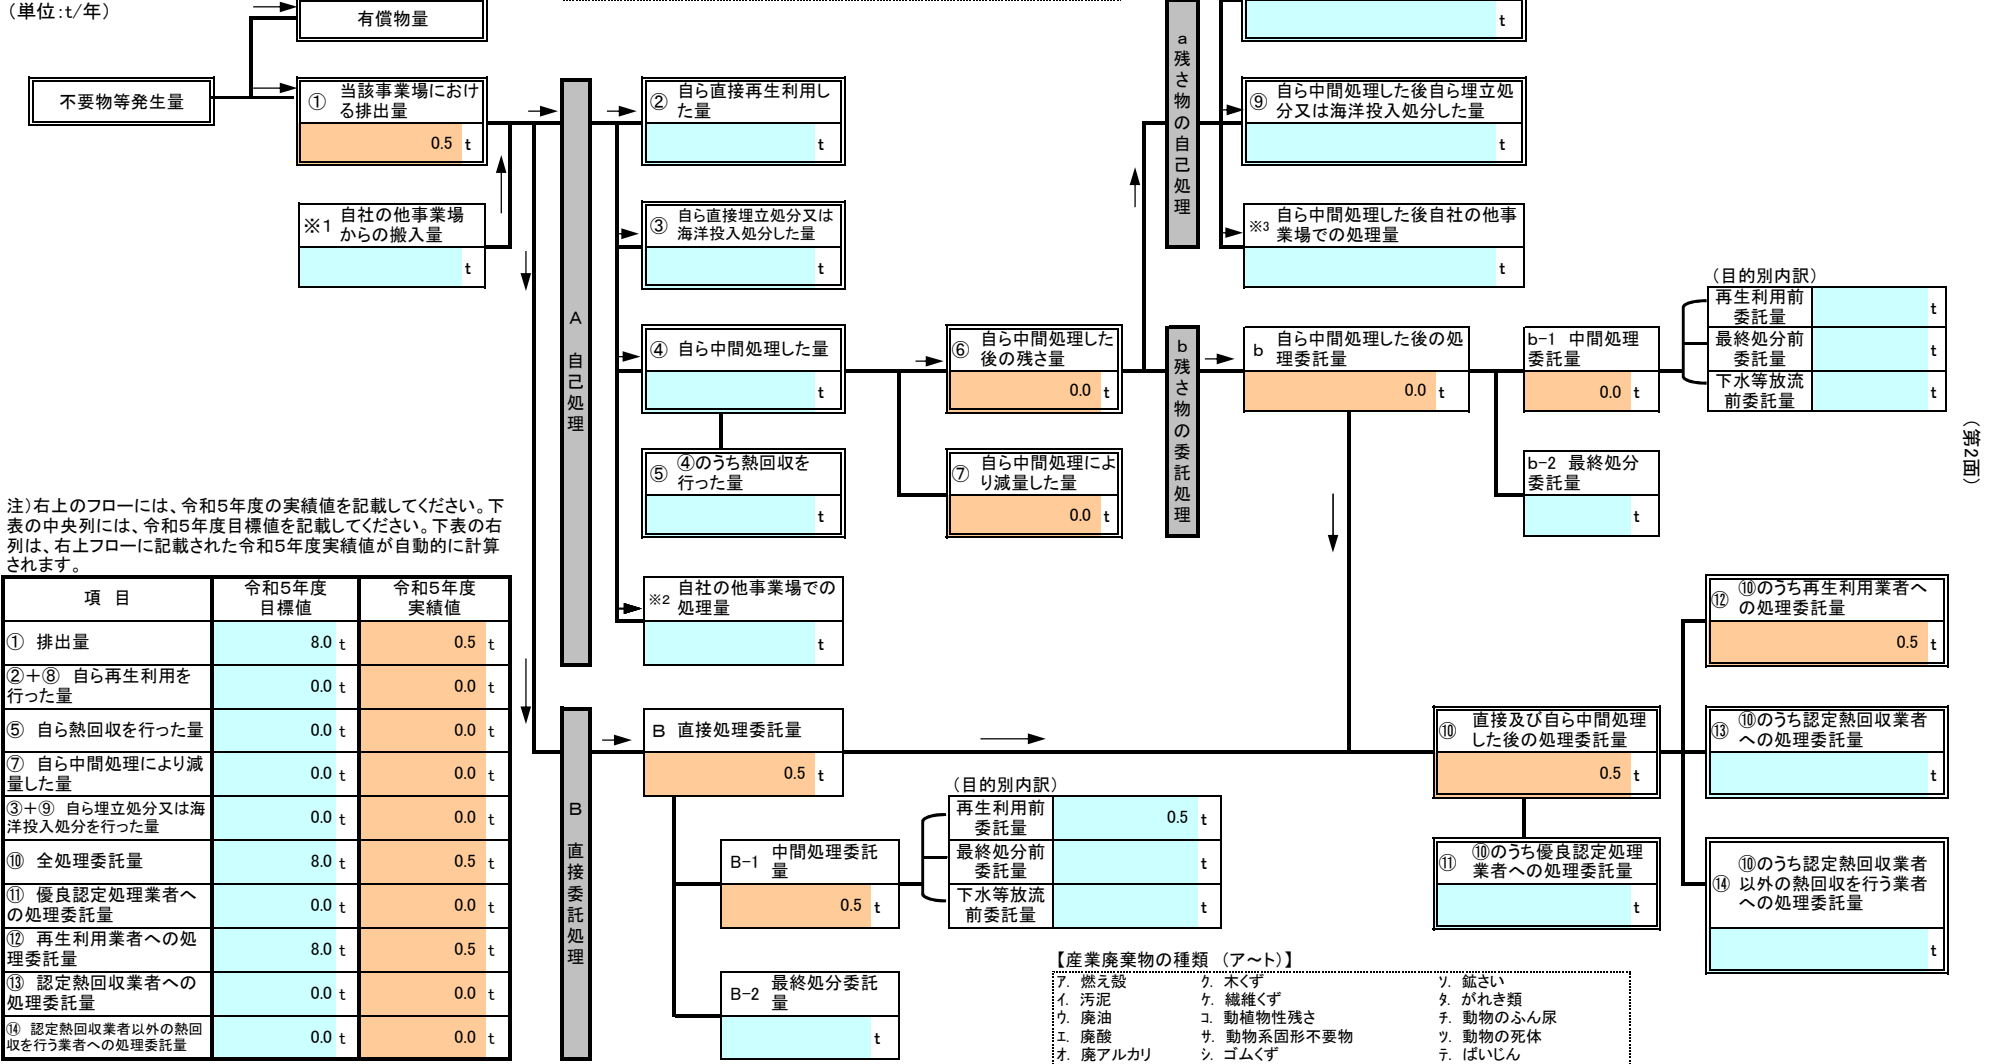 （単位：t/年）
有償物量
不要物等発生量
① 当該事業場におけ
る排出量
0.5 t
※1 自社の他事業場
からの搬入量
t
A 自己処理
② 自ら直接再生利用し
た量
t
③ 自ら直接埋立処分又は
海洋投入処分した量
t
④ 自ら中間処理した量
t
⑤ ④のうち熱回収を
行った量
t
※2 自社の他事業場での
処理量
t
⑥ 自ら中間処理した
後の残さ量
0.0 t
⑦ 自ら中間処理によ
り減量した量
0.0 t
a 残さ物の自己処理
t
⑨ 自ら中間処理した後自ら埋立処
分又は海洋投入処分した量
t
※3 自ら中間処理した後自社の他事
業場での処理量
t
b 残さ物の委託処理
b 自ら中間処理した後の処
理委託量
0.0 t
b-1 中間処理
委託量
0.0 t
b-2 最終処分
委託量
t
（目的別内訳）
再生利用前
委託量
t
最終処分前
委託量
t
下水等放流
前委託量
t
（第2面）
注）右上のフローには、令和5年度の実績値を記載してください。下
表の中央列には、令和5年度目標値を記載してください。下表の右
列は、右上フローに記載された令和5年度実績値が自動的に計算
されます。
項 目
令和5年度
目標値
令和5年度
実績値
① 排出量 8.0 t 0.5 t
②＋⑧ 自ら再生利用を
行った量 0.0 t 0.0 t
⑤ 自ら熱回収を行った量 0.0 t 0.0 t
⑦ 自ら中間処理により減
量した量 0.0 t 0.0 t
③＋⑨ 自ら埋立処分又は海
洋投入処分を行った量 0.0 t 0.0 t
⑩ 全処理委託量 8.0 t 0.5 t
⑪ 優良認定処理業者へ
の処理委託量 0.0 t 0.0 t
⑫ 再生利用業者への処
理委託量 8.0 t 0.5 t
⑬ 認定熱回収業者への
処理委託量 0.0 t 0.0 t
⑭ 認定熱回収業者以外の熱回
収を行う業者への処理委託量 0.0 t 0.0 t
B 直接委託処理
B 直接処理委託量
0.5 t
B-1 中間処理委託
量
0.5 t
B-2 最終処分委託
量
t
（目的別内訳）
再生利用前
委託量
0.5 t
最終処分前
委託量
t
下水等放流
前委託量
t
⑩ 直接及び自ら中間処理
した後の処理委託量
0.5 t
⑪ ⑩のうち優良認定処理
業者への処理委託量
t
⑫ ⑩のうち再生利用業者へ
の処理委託量
0.5 t
⑬ ⑩のうち認定熱回収業者
への処理委託量
t
⑭ ⑩のうち認定熱回収業者
以外の熱回収を行う業者
への処理委託量
t
【産業廃棄物の種類 （ア～ト）】
ア. 燃え殻 ク. 木くず ソ. 鉱さい
イ. 汚泥 ケ. 繊維くず タ. がれき類
ウ. 廃油 コ. 動植物性残さ チ. 動物のふん尿
エ. 廃酸 サ. 動物系固形不要物 ツ. 動物の死体
オ. 廃アルカリ シ. ゴムくず テ. ばいじん